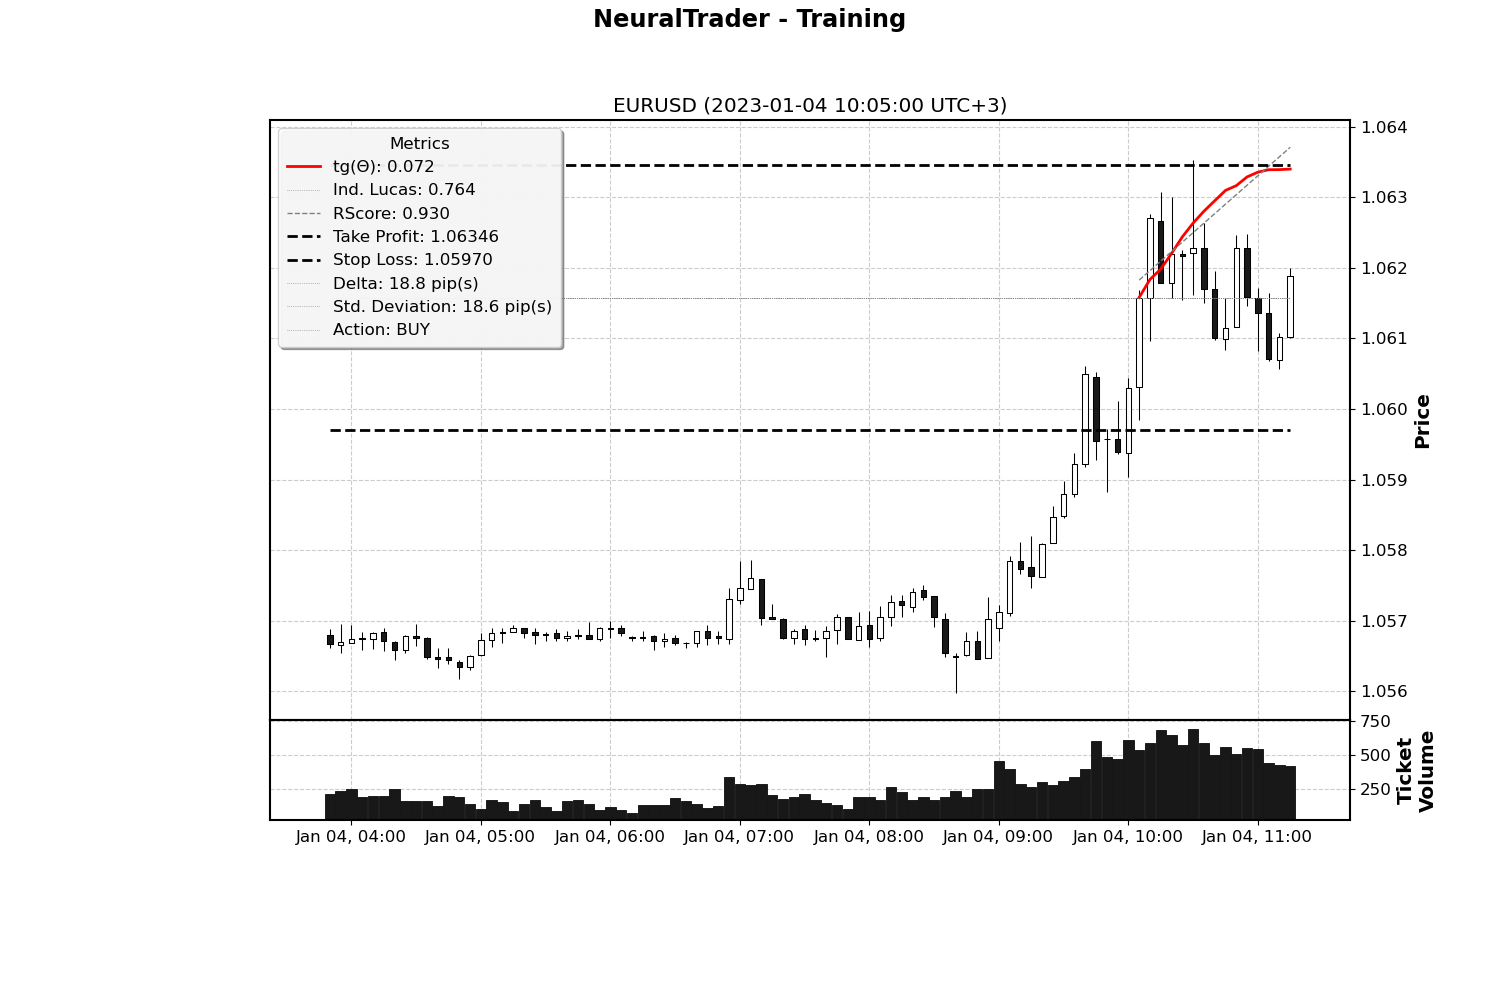 NeuralTrader - Training
EURUSD (2023-01-04 10:05:00 UTC+3)
Metrics
tg(Θ): 0.072
Ind. Lucas: 0.764
RScore: 0.930
Take Profit: 1.06346
Stop Loss: 1.05970
Delta: 18.8 pip(s)
Std. Deviation: 18.6 pip(s)
Action: BUY
1.064
1.063
1.062
1.061
1.060
1.059
1.058
1.057
1.056
Price
750
500
250
Ticket
Volume
Jan 04, 04:00
Jan 04, 05:00
Jan 04, 06:00
Jan 04, 07:00
Jan 04, 08:00
Jan 04, 09:00
Jan 04, 10:00
Jan 04, 11:00